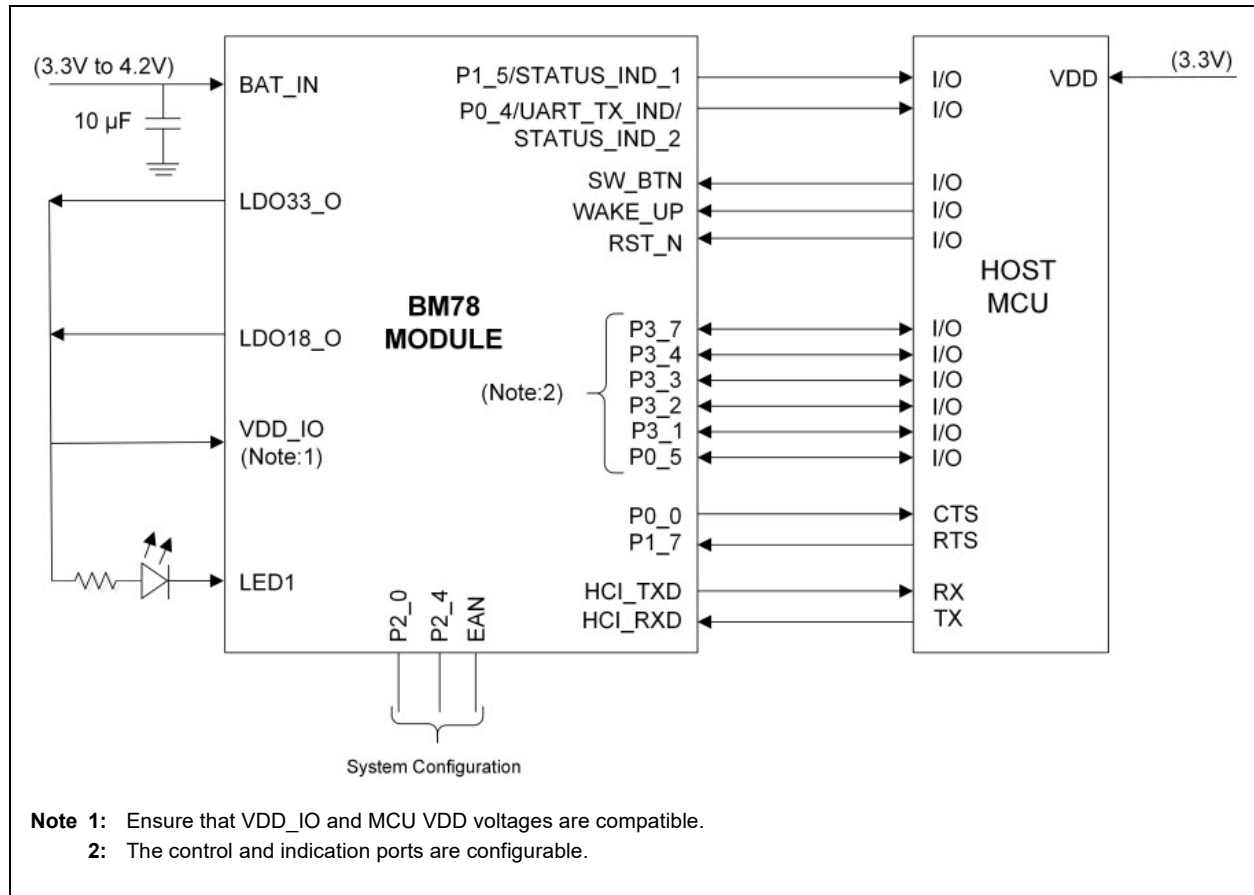 (3.3V to 4.2V)
10 µF
BAT_IN
LDO33_O
LDO18_O
VDD_IO
(Note:1)
LED1
BM78
MODULE
P1_5/STATUS_IND_1
P0_4/UART_TX_IND/
STATUS_IND_2
SW_BTN
WAKE_UP
RST_N
(Note:2)
P3_7
P3_4
P3_3
P3_2
P3_1
P0_5
P0_0
P1_7
HCI_TXD
HCI_RXD
P2_0
P2_4
EAN
System Configuration
I/O
I/O
I/O
I/O
I/O
HOST
MCU
I/O
I/O
I/O
I/O
I/O
I/O
CTS
RTS
RX
TX
VDD
(3.3V)
Note 1: Ensure that VDD_IO and MCU VDD voltages are compatible.
2: The control and indication ports are configurable.